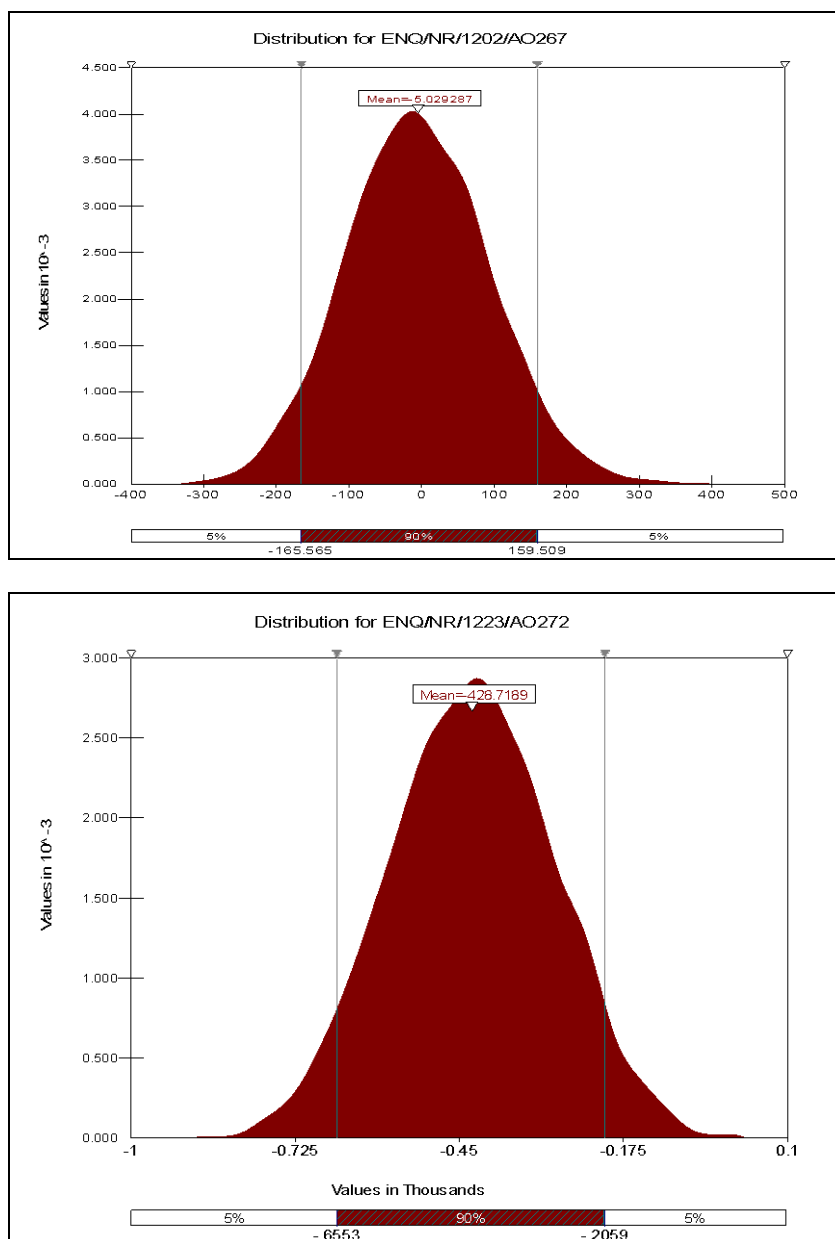 Distribution for ENQ/NR/1202/AO267
Values in 10^-3
4.500
4.000
3.500
3.000
2.500
2.000
1.500
1.000
0.500
0.000
Mean=-5.029287
-400 -300 -200 -100 0 100 200 300 400 500
5% 90% 5%
-165.565 159.509
Distribution for ENQ/NR/1223/AO272
Values in 10^-3
3.000
2.500
2.000
1.500
1.000
0.500
0.000
Mean=-428.7189
-1 -0.725 -0.45 -0.175 0.1
Values in Thousands
5% 90% 5%
-.6553 -.2059